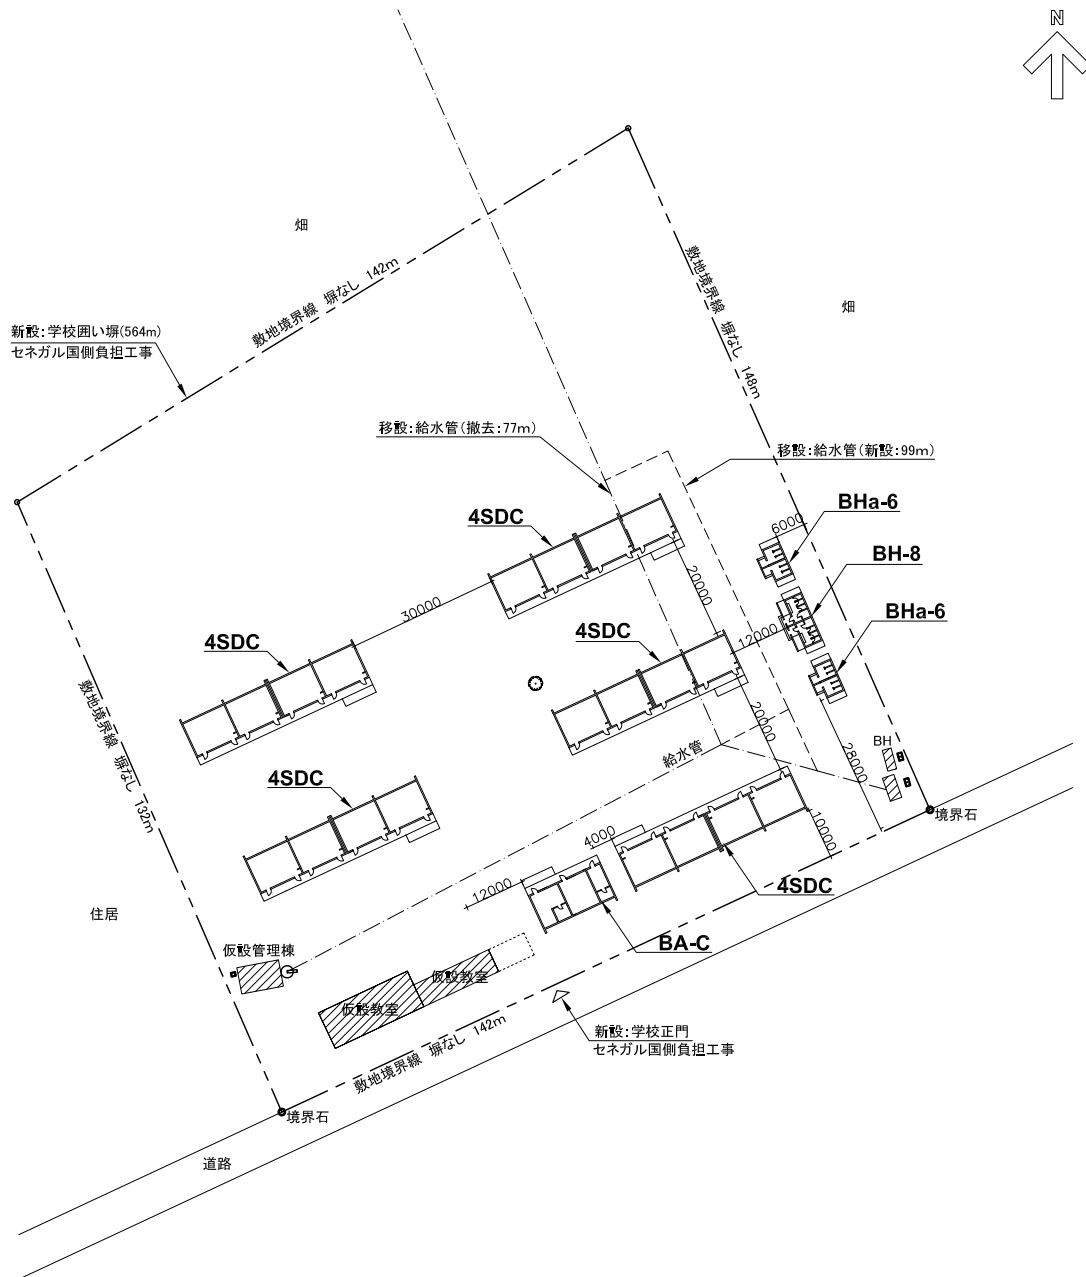 N
畑
敷地境界線 塀なし 142m
敷地境界線 塀なし 148m
畑
新設:学校囲い塀(564m)
セネガル国側負担工事
移設:給水管(撤去:77m)
移設:給水管(新設:99m)
BHa-6
4SDC
6000
BH-8
20000
30000
BHa-6
4SDC
4SDC
12000
敷地境界線 塀なし 132m
20000
給水管
BH
28000
4SDC
境界石
10000
4000
12000
4SDC
住居
BA-C
仮設管理棟
仮設教室
仮設教室
新設:学校正門
セネガル国側負担工事
敷地境界線 塀なし 142m
境界石
道路